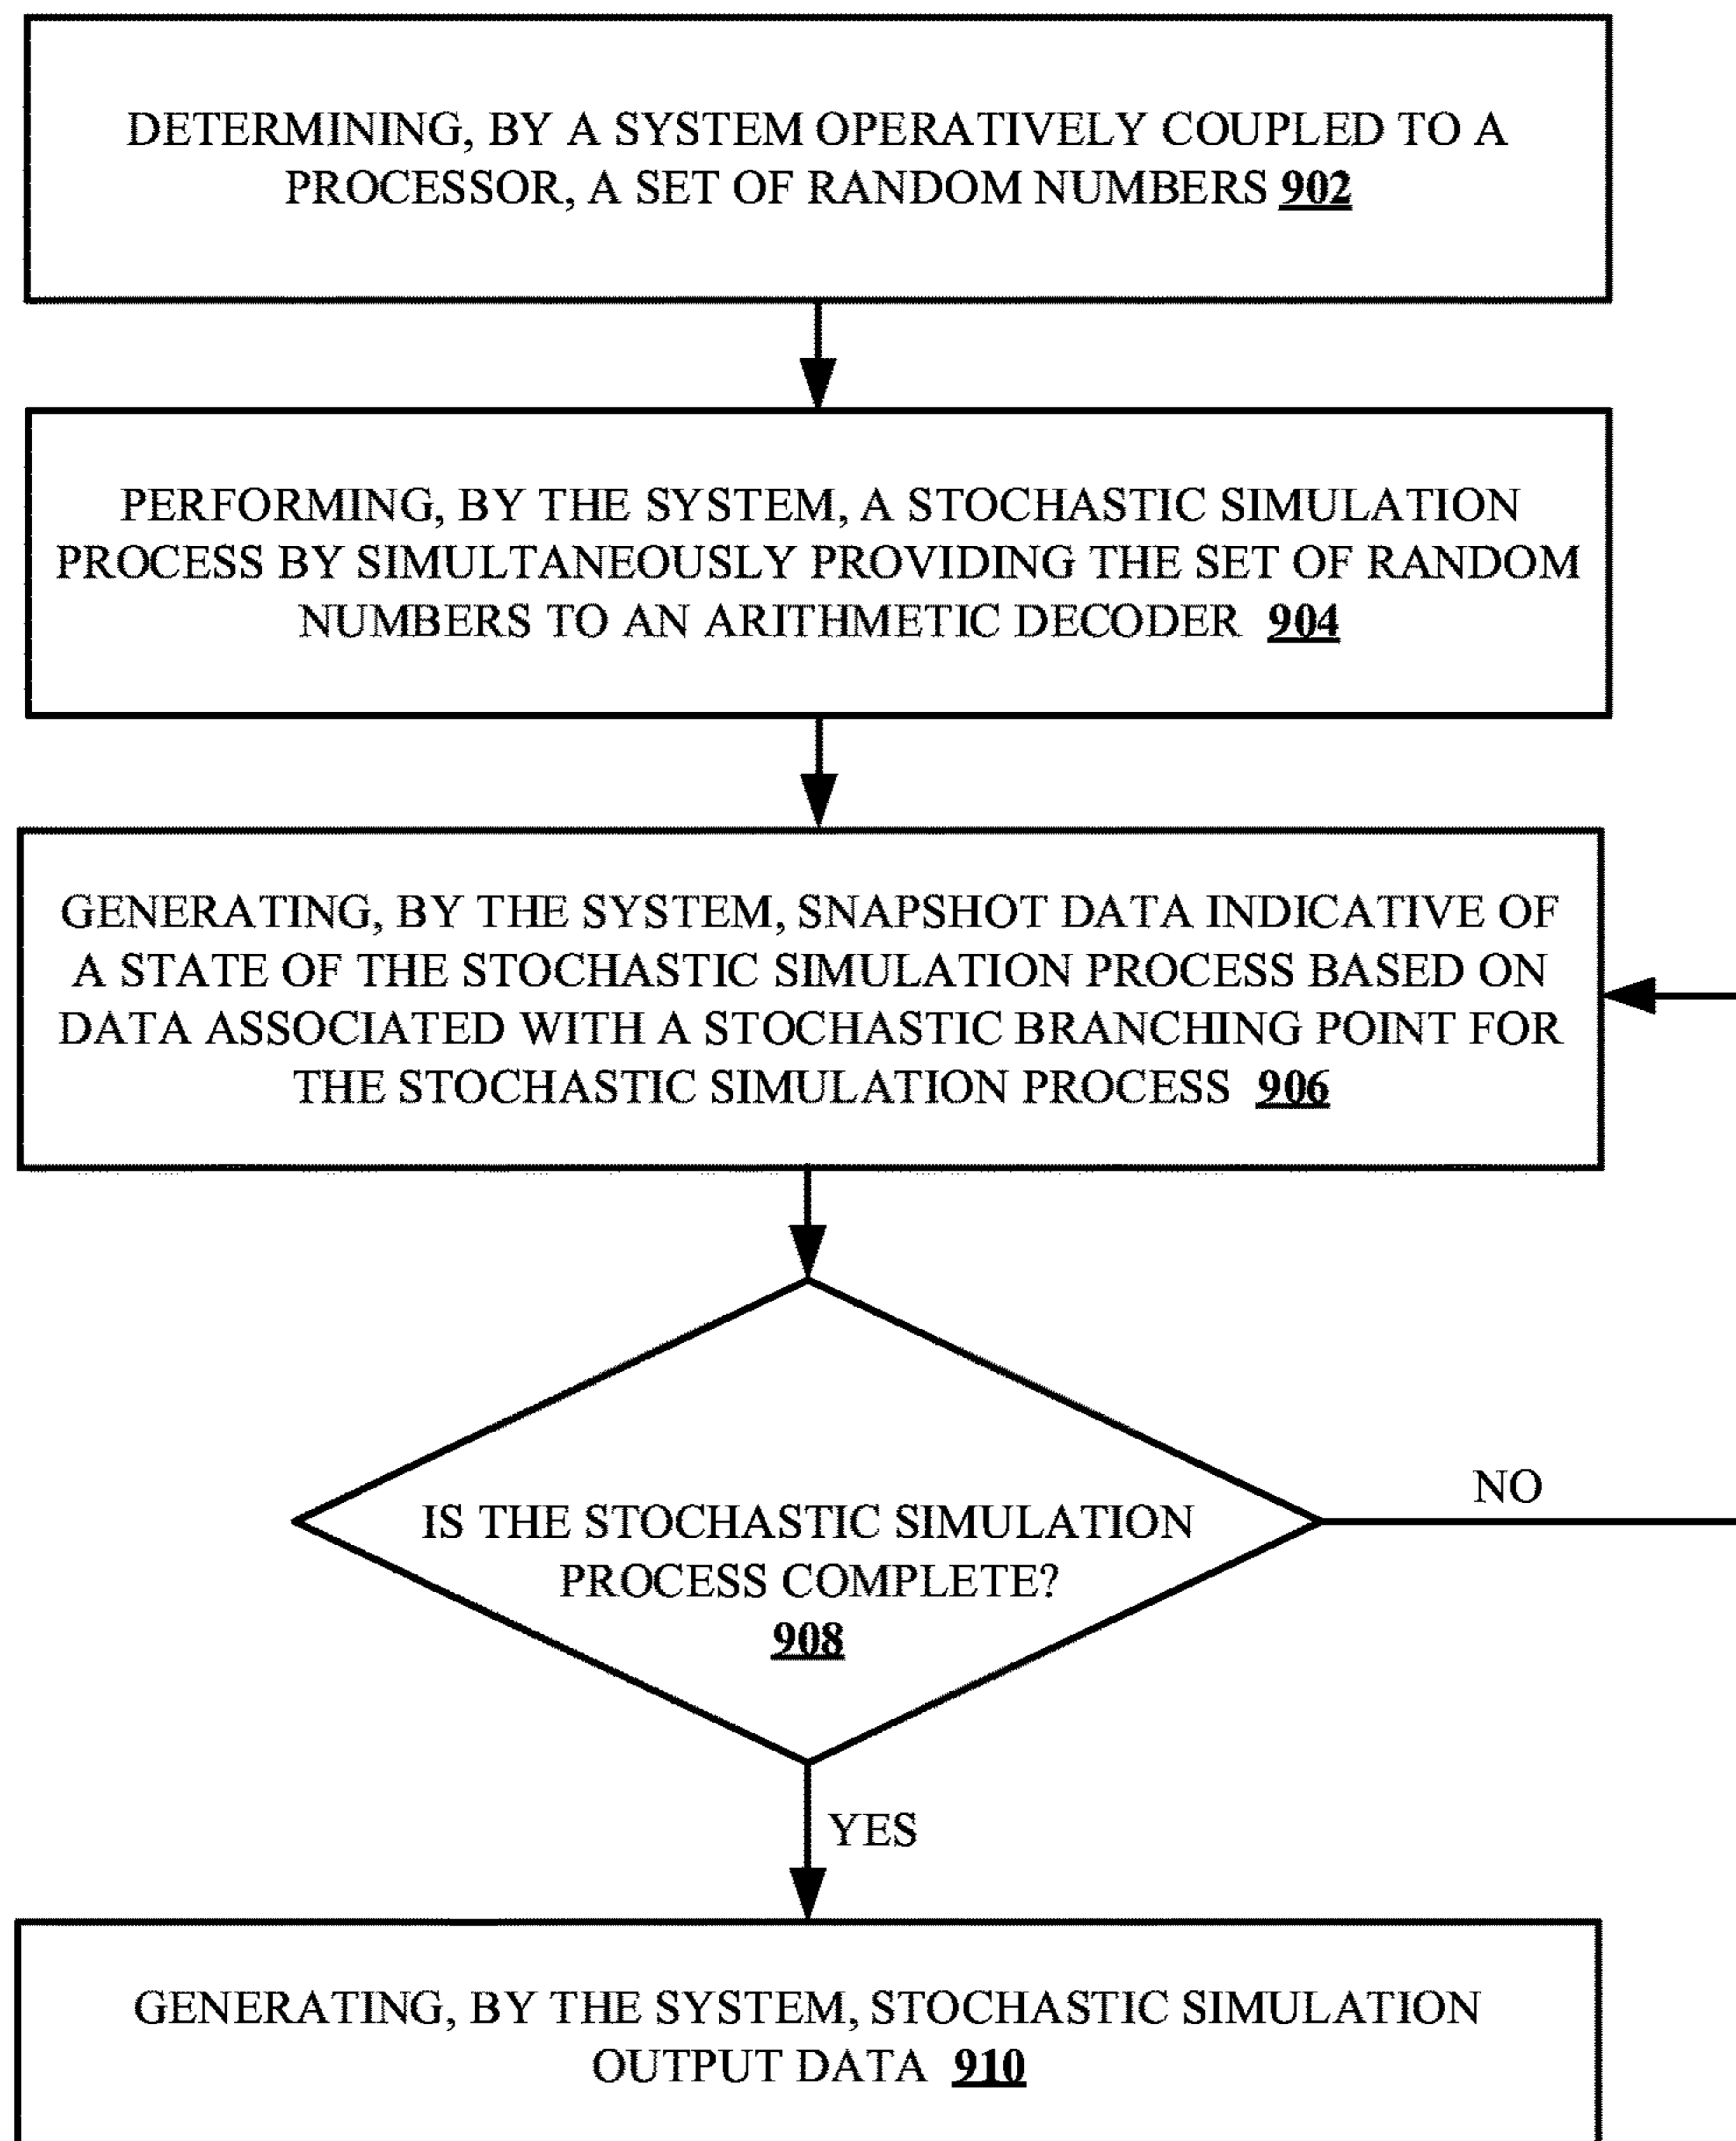 DETERMINING, BY A SYSTEM OPERATIVELY COUPLED TO A
PROCESSOR, A SET OF RANDOM NUMBERS 902
PERFORMING, BY THE SYSTEM, A STOCHASTIC SIMULATION
PROCESS BY SIMULTANEOUSLY PROVIDING THE SET OF RANDOM
NUMBERS TO AN ARITHMETIC DECODER 904
GENERATING, BY THE SYSTEM, SNAPSHOT DATA INDICATIVE OF
A STATE OF THE STOCHASTIC SIMULATION PROCESS BASED ON
DATA ASSOCIATED WITH A STOCHASTIC BRANCHING POINT FOR
THE STOCHASTIC SIMULATION PROCESS 906
NO
IS THE STOCHASTIC SIMULATION
PROCESS COMPLETE?
908
YES
GENERATING, BY THE SYSTEM, STOCHASTIC SIMULATION
OUTPUT DATA 910